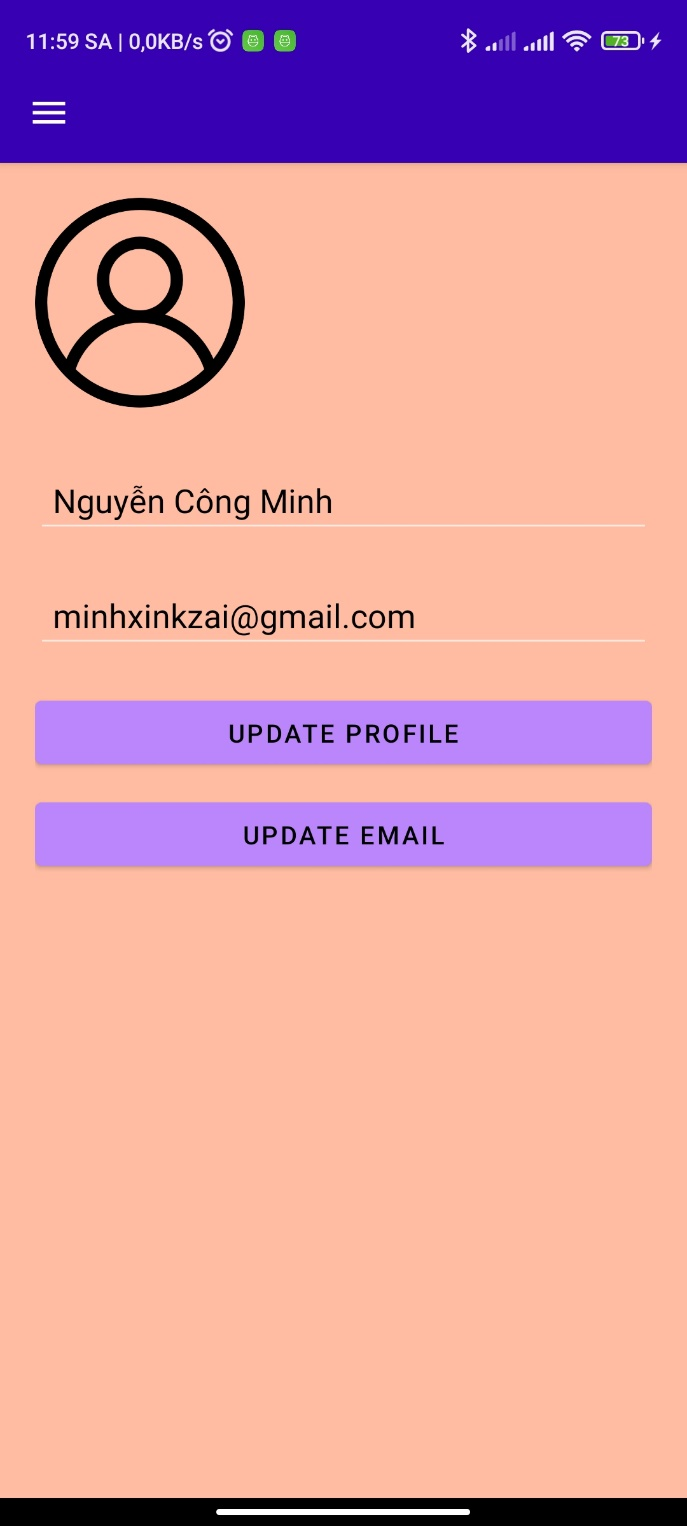 11:59 SA | 0,0KB/s 73
Nguyễn Công Minh
minhxinkzai@gmail.com
UPDATE PROFILE
UPDATE EMAIL